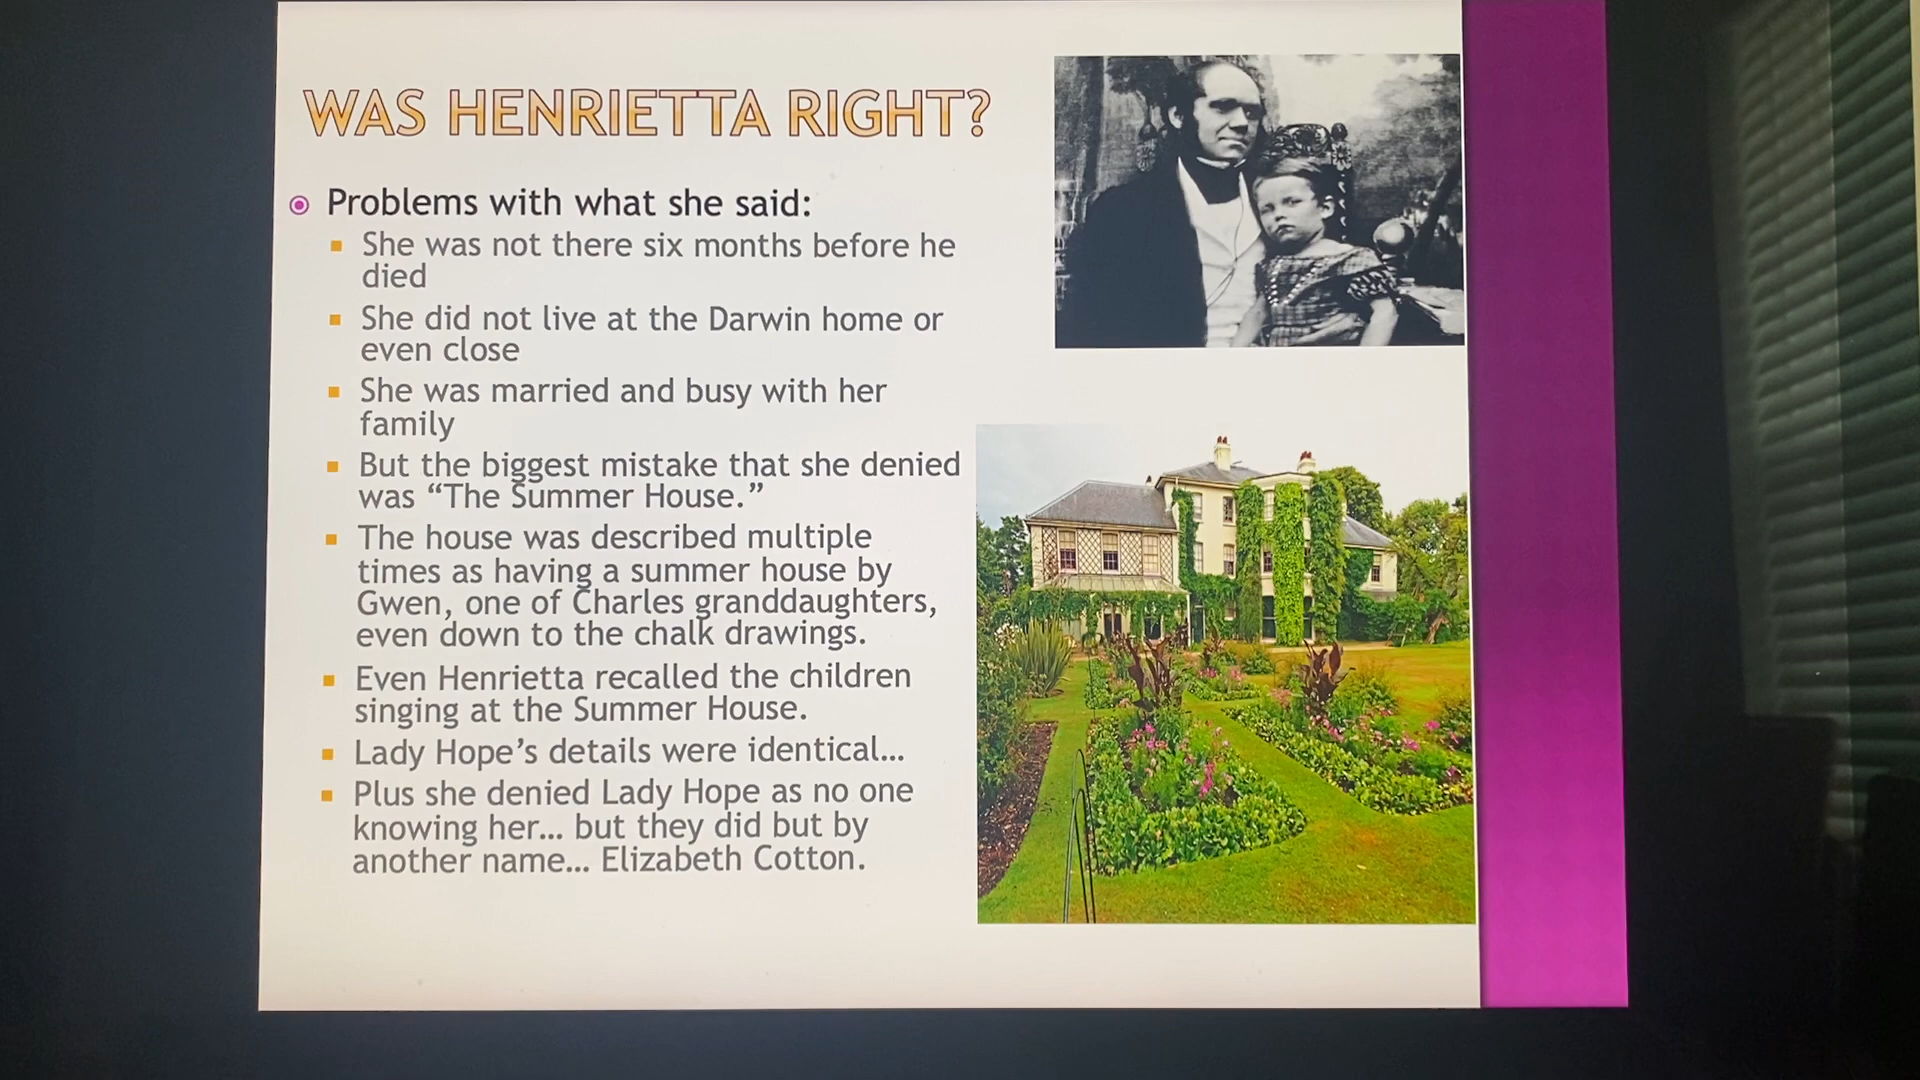 WAS HENRIETTA RIGHT?
Problems with what she said:
She was not there six months before he
died
She did not live at the Darwin home or
even close
She was married and busy with her
family
But the biggest mistake that she denied
was “The Summer House.”
The house was described multiple
times as having a summer house by
Gwen, one of Charles granddaughters,
even down to the chalk drawings.
Even Henrietta recalled the children
singing at the Summer House.
Lady Hope’s details were identical…
Plus she denied Lady Hope as no one
knowing her… but they did but by
another name… Elizabeth Cotton.